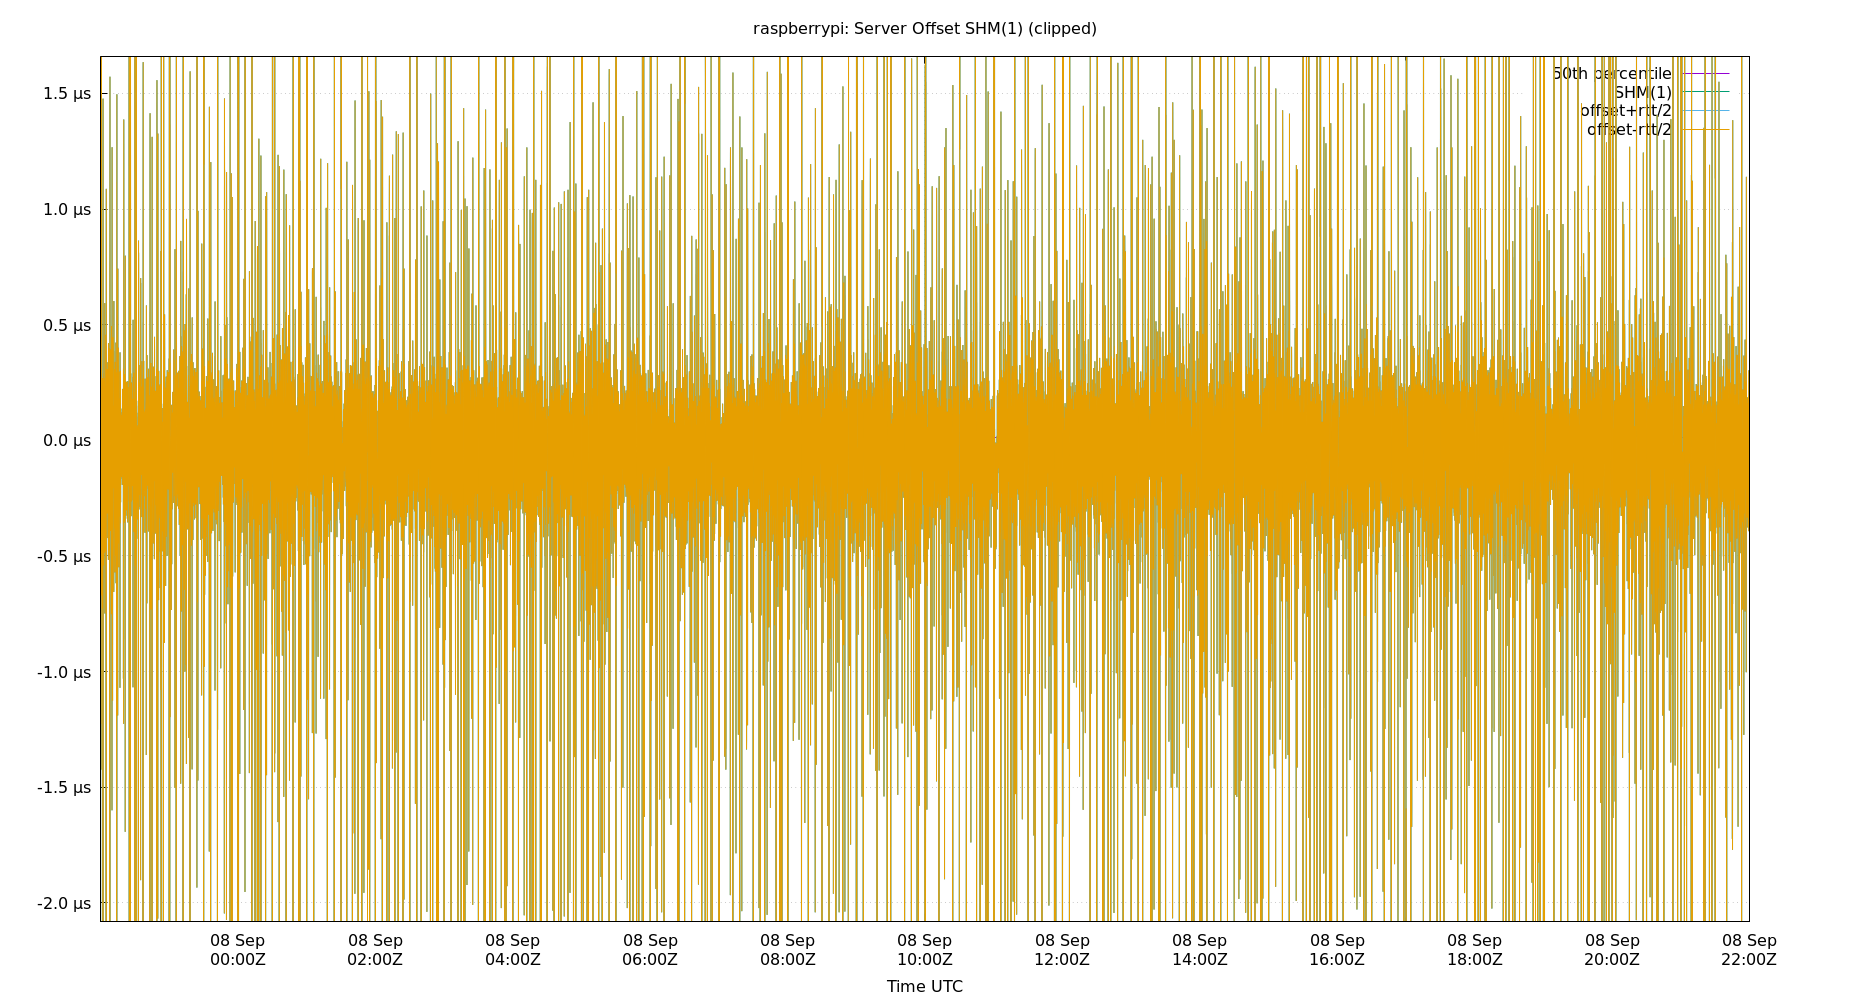 raspberrypi: Server Offset SHM(1) (clipped)
50th percentile
SHM(1)
offset+rtt/2
offset-rtt/2
1.5 µs
1.0 µs
0.5 µs
0.0 µs
-0.5 µs
-1.0 µs
-1.5 µs
-2.0 µs
08 Sep 08 Sep 08 Sep 08 Sep 08 Sep 08 Sep 08 Sep 08 Sep 08 Sep 08 Sep 08 Sep 08 Sep
00:00Z 02:00Z 04:00Z 06:00Z 08:00Z 10:00Z 12:00Z 14:00Z 16:00Z 18:00Z 20:00Z 22:00Z
Time UTC